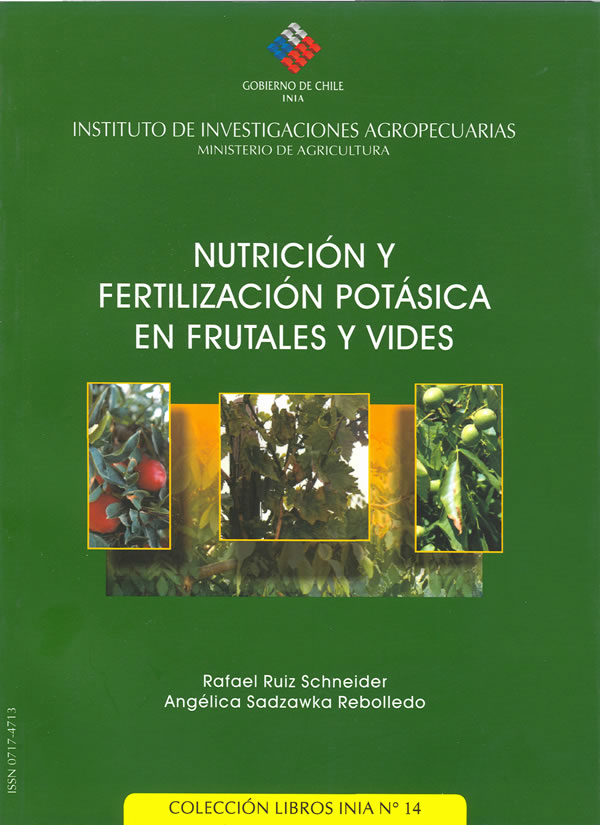 GOBIERNO DE CHILE
INIA
INSTITUTO DE INVESTIGACIONES AGROPECUARIAS
MINISTERIO DE AGRICULTURA
NUTRICIÓN Y
FERTILIZACIÓN POTÁSICA
EN FRUTALES Y VIDES
Rafael Ruiz Schneider
Angélica Sadzawka Rebolledo
ISSN 0717-4713
COLECCIÓN LIBROS INIA N° 14